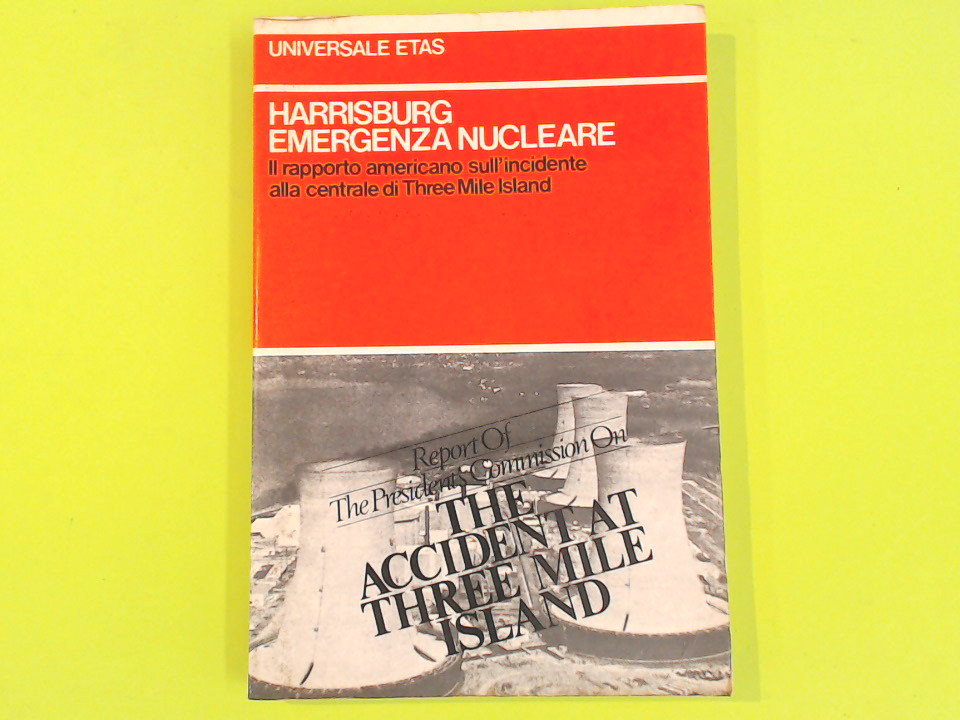 UNIVERSALE ETAS
HARRISBURG
EMERGENZA NUCLEARE
Il rapporto americano sull'incidente
alla centrale di Three Mile Island
Report Of
The President's Commission On
THE
ACCIDENT AT
THREE MILE
ISLAND